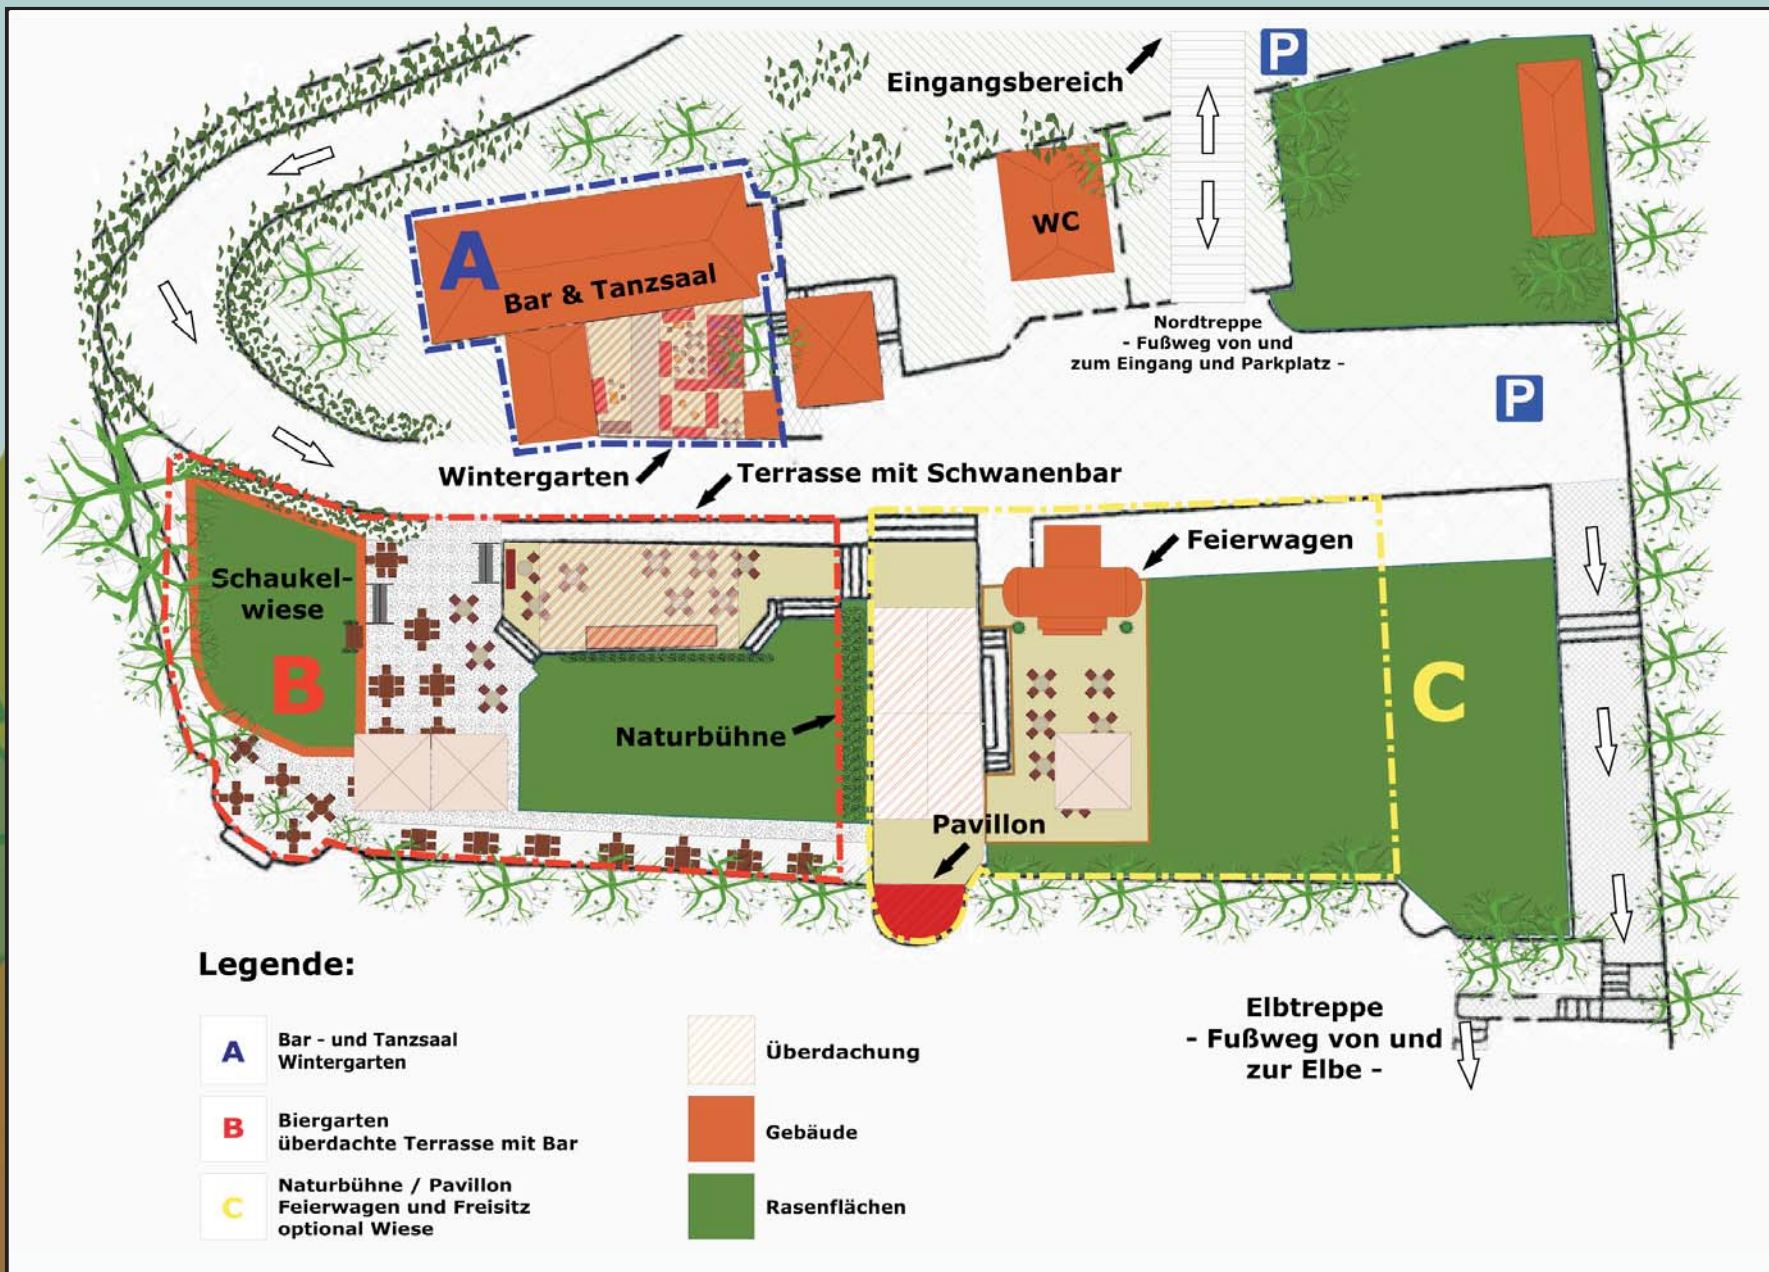 P
Eingangsbereich
A
Bar & Tanzsaal
WC
Nordtreppe
- Fußweg von und
zum Eingang und Parkplatz -
P
Wintergarten
Terrasse mit Schwanenbar
Feierwagen
Schaukel-
wiese
B
C
Naturbühne
Pavillon
Legende:
A
Bar - und Tanzsaal
Wintergarten
B
Biergarten
überdachte Terrasse mit Bar
C
Naturbühne / Pavillon
Feierwagen und Freisitz
optional Wiese
Überdachung
Gebäude
Rasenflächen
Elbtreppe
- Fußweg von und
zur Elbe -